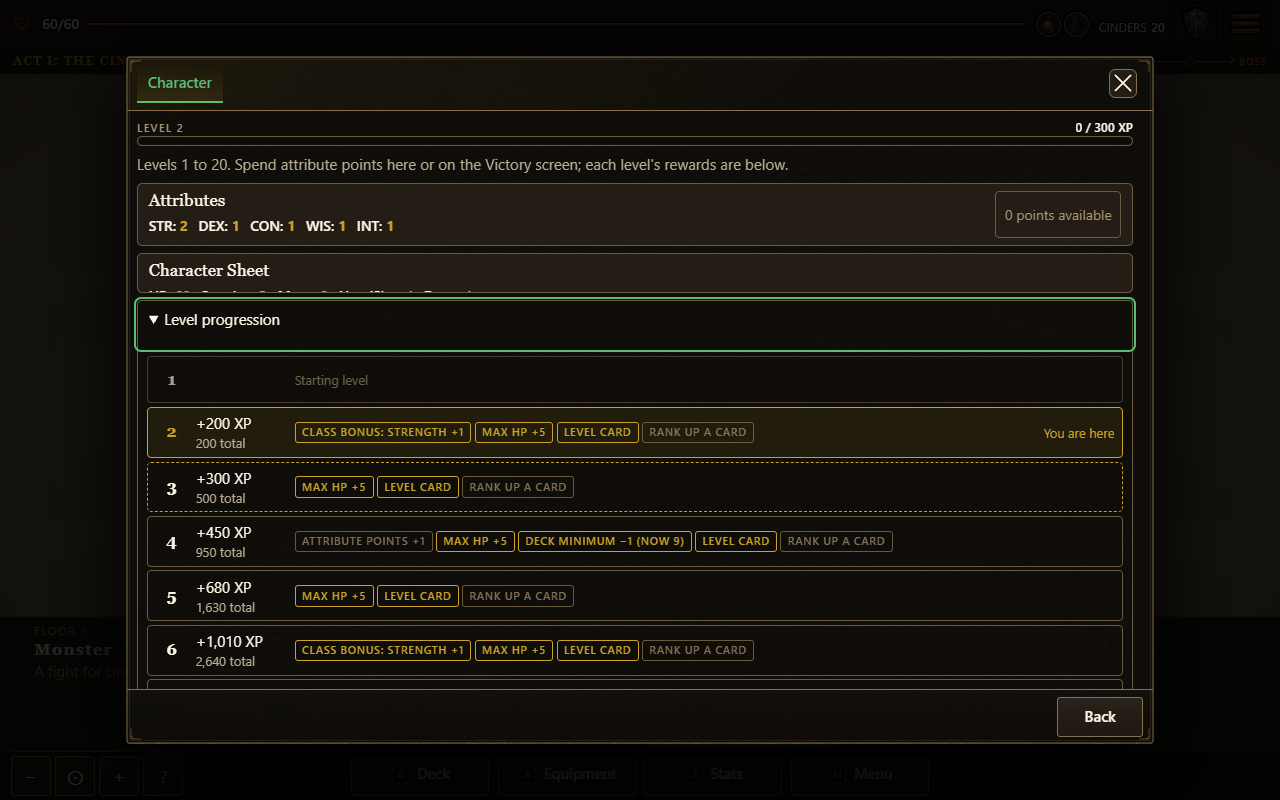 60/60
CINDERS 20
ACT I: THE CIN
BOSS
Character
LEVEL 2
0 / 300 XP
Levels 1 to 20. Spend attribute points here or on the Victory screen; each level's rewards are below.
Attributes
STR: 2 DEX: 1 CON: 1 WIS: 1 INT: 1
0 points available
Character Sheet
Level progression
1 Starting level
2 +200 XP
200 total
CLASS BONUS: STRENGTH +1 MAX HP +5 LEVEL CARD RANK UP A CARD
You are here
3 +300 XP
500 total
MAX HP +5 LEVEL CARD RANK UP A CARD
4 +450 XP
950 total
ATTRIBUTE POINTS +1 MAX HP +5 DECK MINIMUM −1 (NOW 9) LEVEL CARD RANK UP A CARD
5 +680 XP
1,630 total
MAX HP +5 LEVEL CARD RANK UP A CARD
6 +1,010 XP
2,640 total
CLASS BONUS: STRENGTH +1 MAX HP +5 LEVEL CARD RANK UP A CARD
FLOOR 1
Monster
A fight for cin
Back
− + ?
D Deck
Equipment
Stats
M Menu